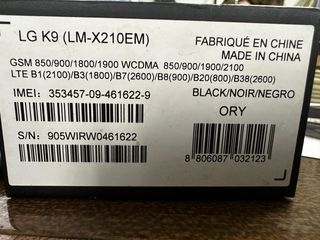 LG K9 (LM-X210EM)
FABRIQUÉ EN CHINE
MADE IN CHINA
GSM 850/900/1800/1900 WCDMA 850/900/1900/2100
LTE B1(2100)/B3(1800)/B7(2600)/B8(900)/B20(800)/B38(2600)
IMEI: 353457-09-461622-9
BLACK/NOIR/NEGRO
ORY
S/N: 905WIRW0461622
8 806087 032123